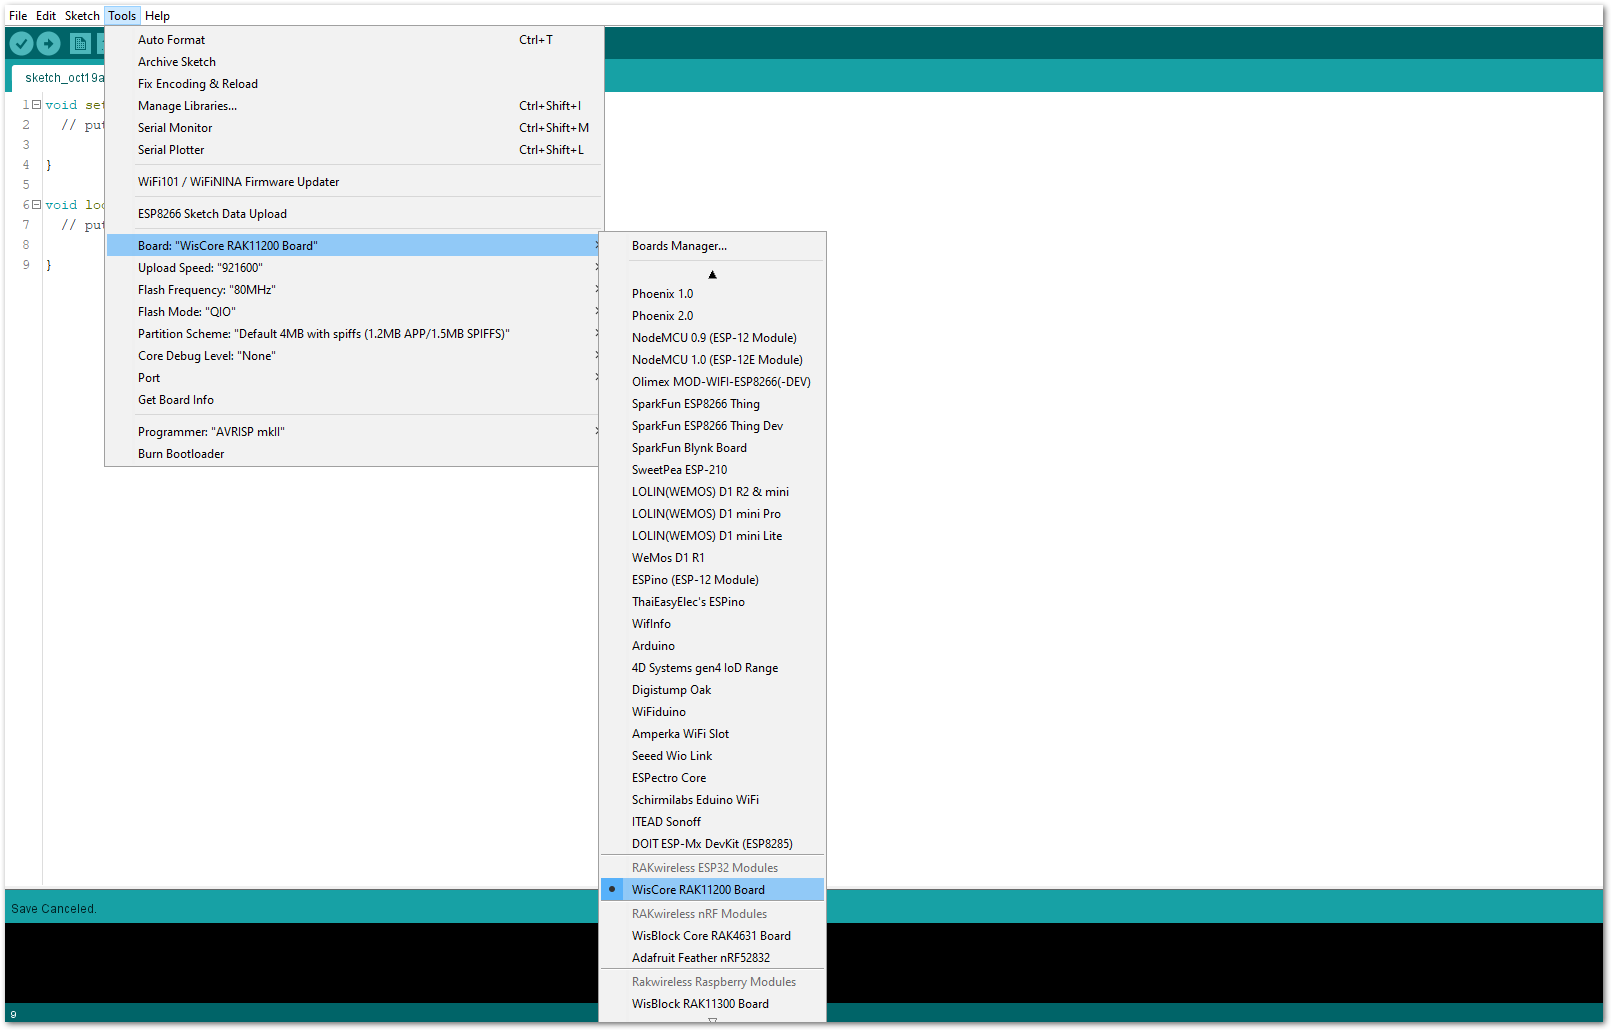 File Edit Sketch Tools Help
sketch_oct19a
1 void set
2 // put
3
4 }
5
6 void loo
7 // put
8
9 }
Auto Format Ctrl+T
Archive Sketch
Fix Encoding & Reload
Manage Libraries... Ctrl+Shift+I
Serial Monitor Ctrl+Shift+M
Serial Plotter Ctrl+Shift+L
WiFi101 / WiFiNINA Firmware Updater
ESP8266 Sketch Data Upload
Board: "WisCore RAK11200 Board"
Upload Speed: "921600"
Flash Frequency: "80MHz"
Flash Mode: "QIO"
Partition Scheme: "Default 4MB with spiffs (1.2MB APP/1.5MB SPIFFS)"
Core Debug Level: "None"
Port
Get Board Info
Programmer: "AVRISP mkII"
Burn Bootloader
Boards Manager...
Phoenix 1.0
Phoenix 2.0
NodeMCU 0.9 (ESP-12 Module)
NodeMCU 1.0 (ESP-12E Module)
Olimex MOD-WIFI-ESP8266(-DEV)
SparkFun ESP8266 Thing
SparkFun ESP8266 Thing Dev
SparkFun Blynk Board
SweetPea ESP-210
LOLIN(WEMOS) D1 R2 & mini
LOLIN(WEMOS) D1 mini Pro
LOLIN(WEMOS) D1 mini Lite
WeMos D1 R1
ESPino (ESP-12 Module)
ThaiEasyElec's ESPino
WifInfo
Arduino
4D Systems gen4 IoD Range
Digistump Oak
WiFiduino
Amperka WiFi Slot
Seeed Wio Link
ESPectro Core
Schirmilabs Eduino WiFi
ITEAD Sonoff
DOIT ESP-Mx DevKit (ESP8285)
RAKwireless ESP32 Modules
WisCore RAK11200 Board
RAKwireless nRF Modules
WisBlock Core RAK4631 Board
Adafruit Feather nRF52832
Rakwireless Raspberry Modules
WisBlock RAK11300 Board
Save Canceled.
9